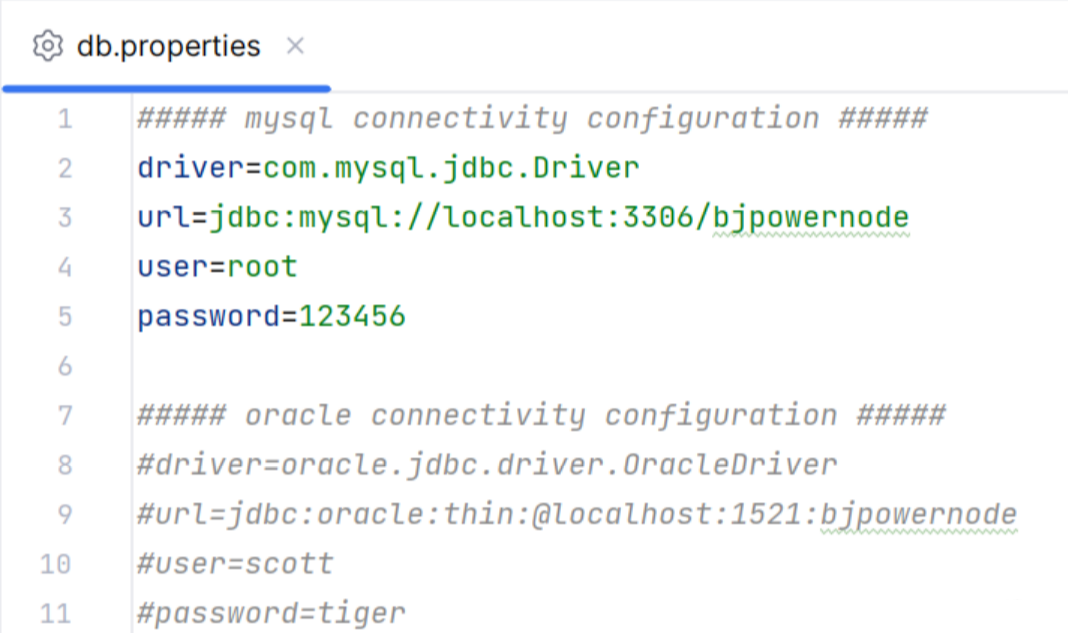 db.properties
1 ##### mysql connectivity configuration #####
2 driver=com.mysql.jdbc.Driver
3 url=jdbc:mysql://localhost:3306/bjpowernode
4 user=root
5 password=123456
6
7 ##### oracle connectivity configuration #####
8 #driver=oracle.jdbc.driver.OracleDriver
9 #url=jdbc:oracle:thin:@localhost:1521:bjpowernode
10 #user=scott
11 #password=tiger